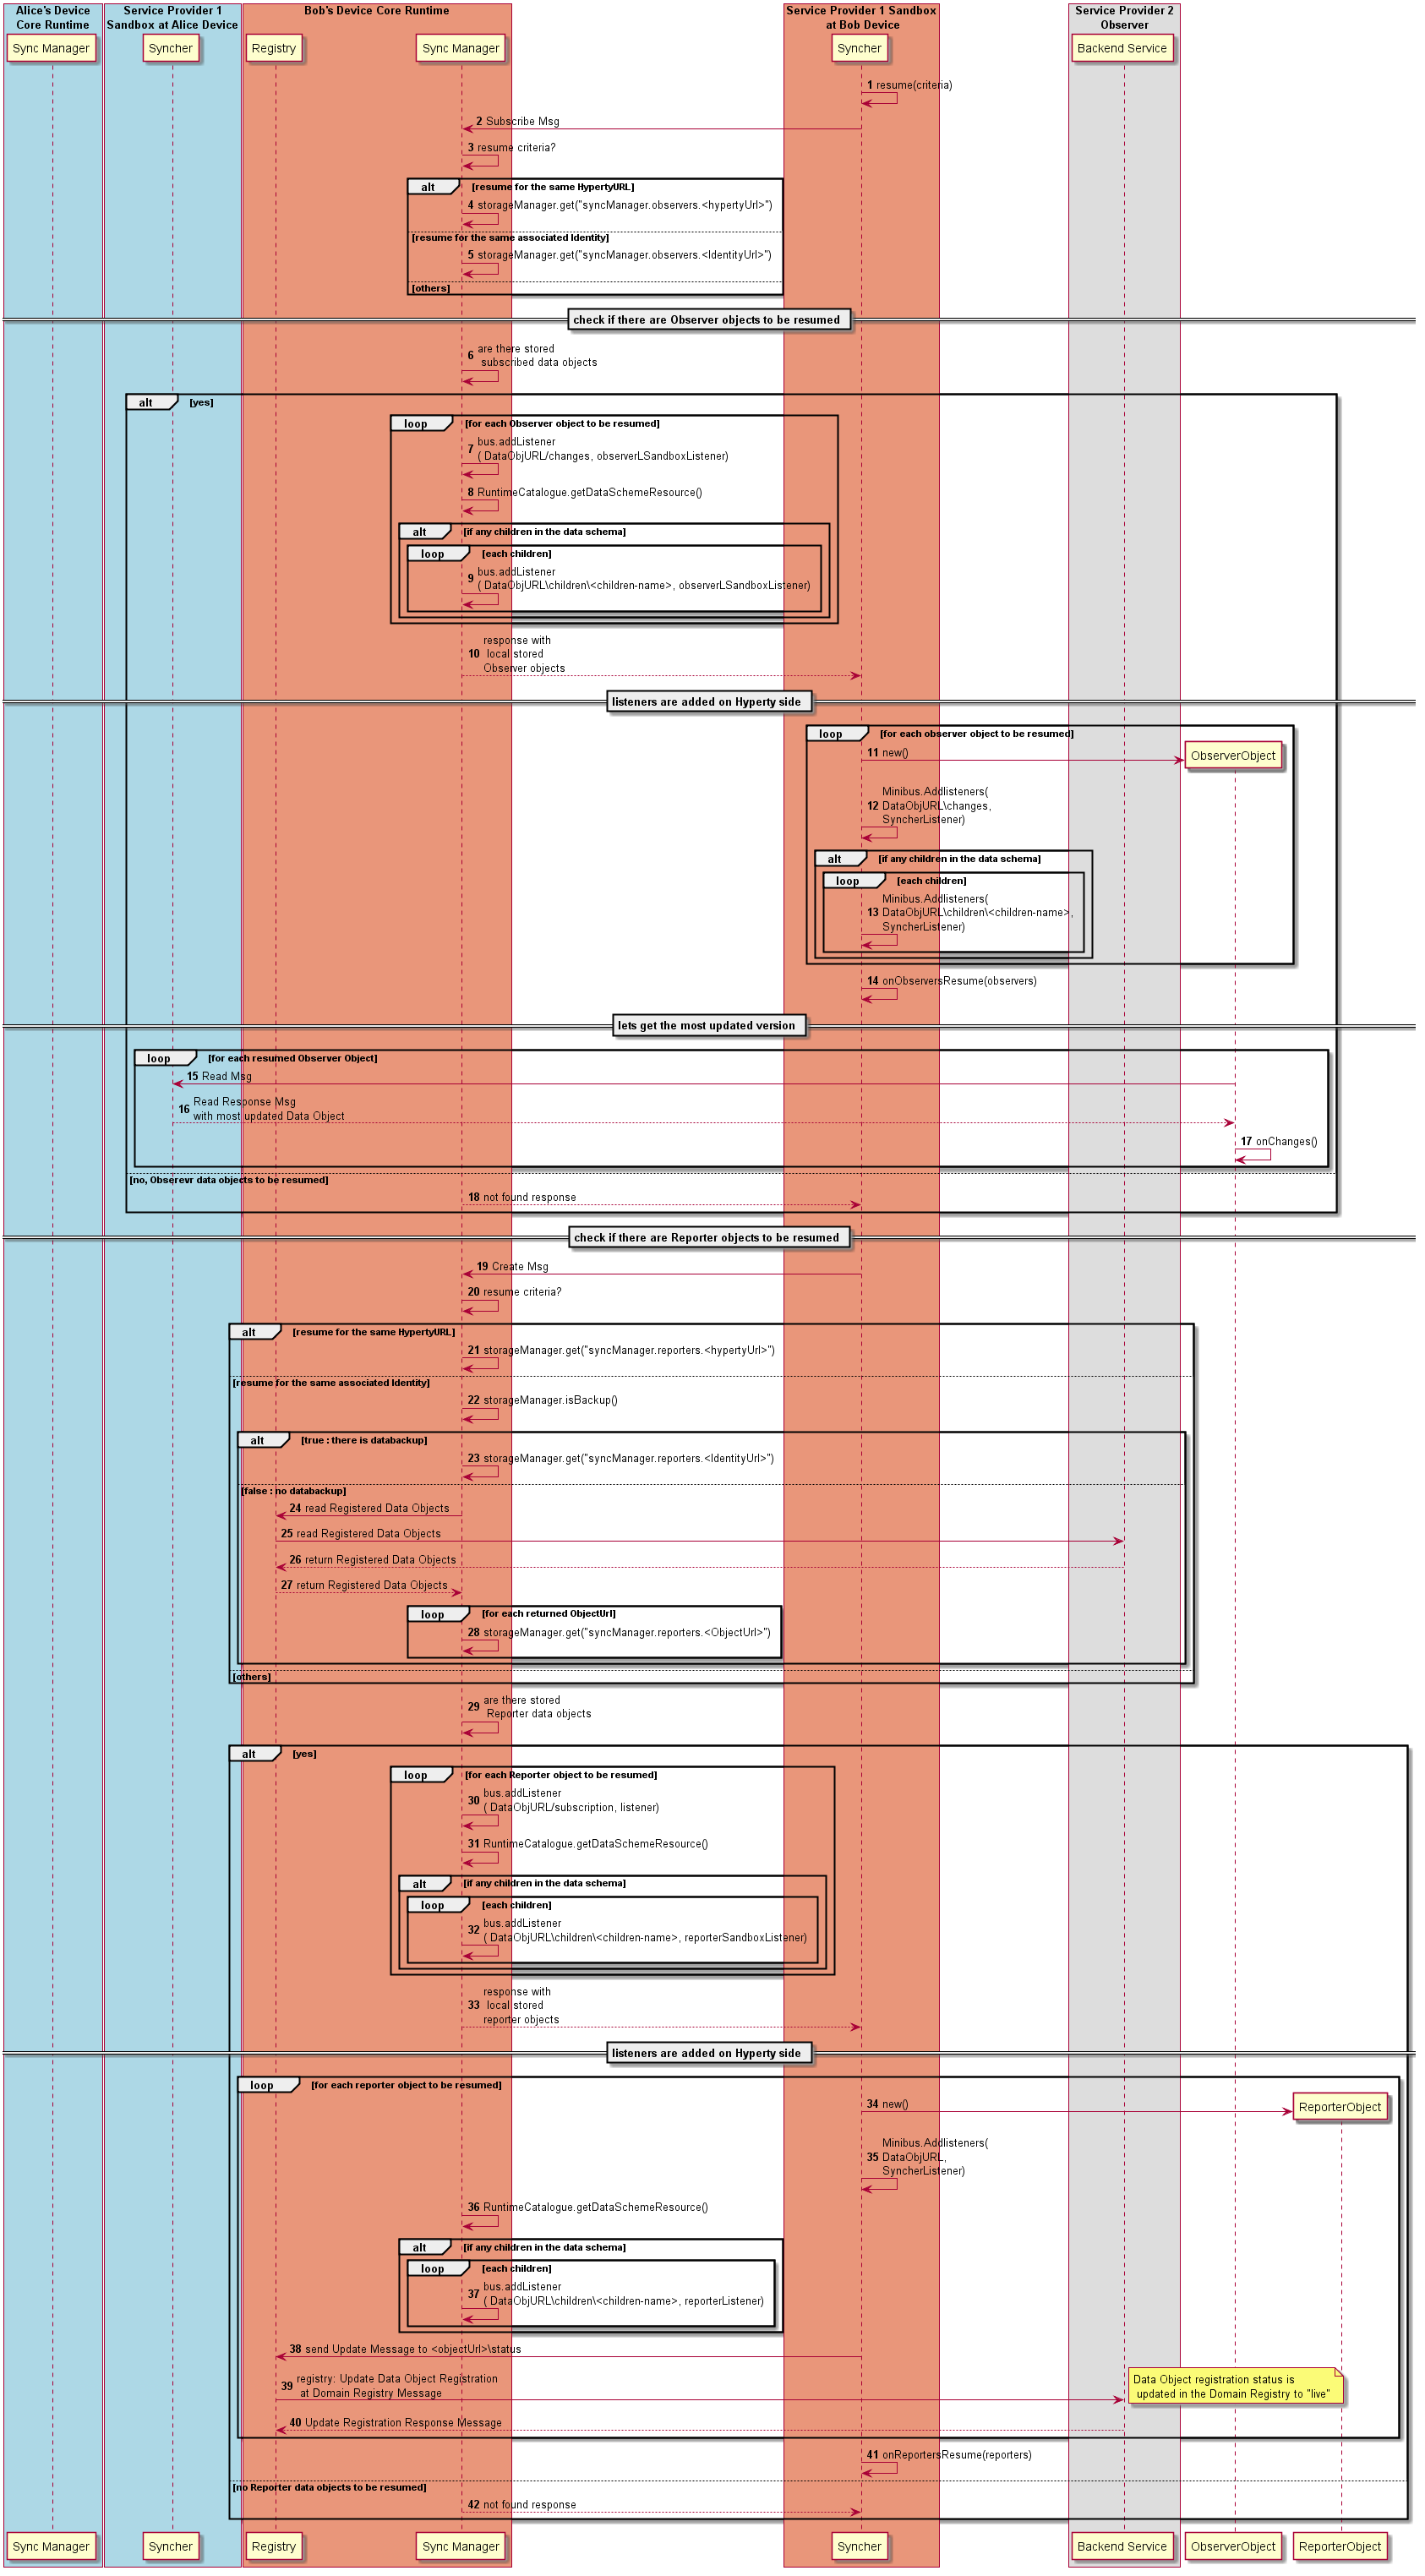 Alice's Device
Core Runtime
Service Provider 1
Sandbox at Alice Device
Bob's Device Core Runtime
Service Provider 1 Sandbox
at Bob Device
Service Provider 2
Observer
Sync Manager
Syncher
Registry
Sync Manager
Syncher
Backend Service
1 resume(criteria)
2 Subscribe Msg
3 resume criteria?
alt [resume for the same HypertyURL]
4 storageManager.get("syncManager.observers.<hypertyUrl>")
[resume for the same associated Identity]
5 storageManager.get("syncManager.observers.<IdentityUrl>")
[others]
check if there are Observer objects to be resumed
6 are there stored
subscribed data objects
alt [yes]
loop [for each Observer object to be resumed]
7 bus.addListener
( DataObjURL/changes, observerLSandboxListener)
8 RuntimeCatalogue.getDataSchemeResource()
alt [if any children in the data schema]
loop [each children]
9 bus.addListener
( DataObjURL\children\<children-name>, observerLSandboxListener)
10 response with
local stored
Observer objects
listeners are added on Hyperty side
loop [for each observer object to be resumed]
11 new()
ObserverObject
12 Minibus.Addlisteners(
DataObjURL\changes,
SyncherListener)
alt [if any children in the data schema]
loop [each children]
13 Minibus.Addlisteners(
DataObjURL\children\<children-name>,
SyncherListener)
14 onObserversResume(observers)
lets get the most updated version
loop [for each resumed Observer Object]
15 Read Msg
16 Read Response Msg
with most updated Data Object
17 onChanges()
[no, Obserevr data objects to be resumed]
18 not found response
check if there are Reporter objects to be resumed
19 Create Msg
20 resume criteria?
alt [resume for the same HypertyURL]
21 storageManager.get("syncManager.reporters.<hypertyUrl>")
[resume for the same associated Identity]
22 storageManager.isBackup()
alt [true : there is databackup]
23 storageManager.get("syncManager.reporters.<IdentityUrl>")
[false : no databackup]
24 read Registered Data Objects
25 read Registered Data Objects
26 return Registered Data Objects
27 return Registered Data Objects
loop [for each returned ObjectUrl]
28 storageManager.get("syncManager.reporters.<ObjectUrl>")
[others]
29 are there stored
Reporter data objects
alt [yes]
loop [for each Reporter object to be resumed]
30 bus.addListener
( DataObjURL/subscription, listener)
31 RuntimeCatalogue.getDataSchemeResource()
alt [if any children in the data schema]
loop [each children]
32 bus.addListener
( DataObjURL\children\<children-name>, reporterSandboxListener)
33 response with
local stored
reporter objects
listeners are added on Hyperty side
loop [for each reporter object to be resumed]
34 new()
ReporterObject
35 Minibus.Addlisteners(
DataObjURL,
SyncherListener)
36 RuntimeCatalogue.getDataSchemeResource()
alt [if any children in the data schema]
loop [each children]
37 bus.addListener
( DataObjURL\children\<children-name>, reporterListener)
38 send Update Message to <objectUrl>\status
39 registry: Update Data Object Registration
at Domain Registry Message
Data Object registration status is
updated in the Domain Registry to "live"
40 Update Registration Response Message
41 onReportersResume(reporters)
[no Reporter data objects to be resumed]
42 not found response
Sync Manager
Syncher
Registry
Sync Manager
Syncher
Backend Service
ObserverObject
ReporterObject